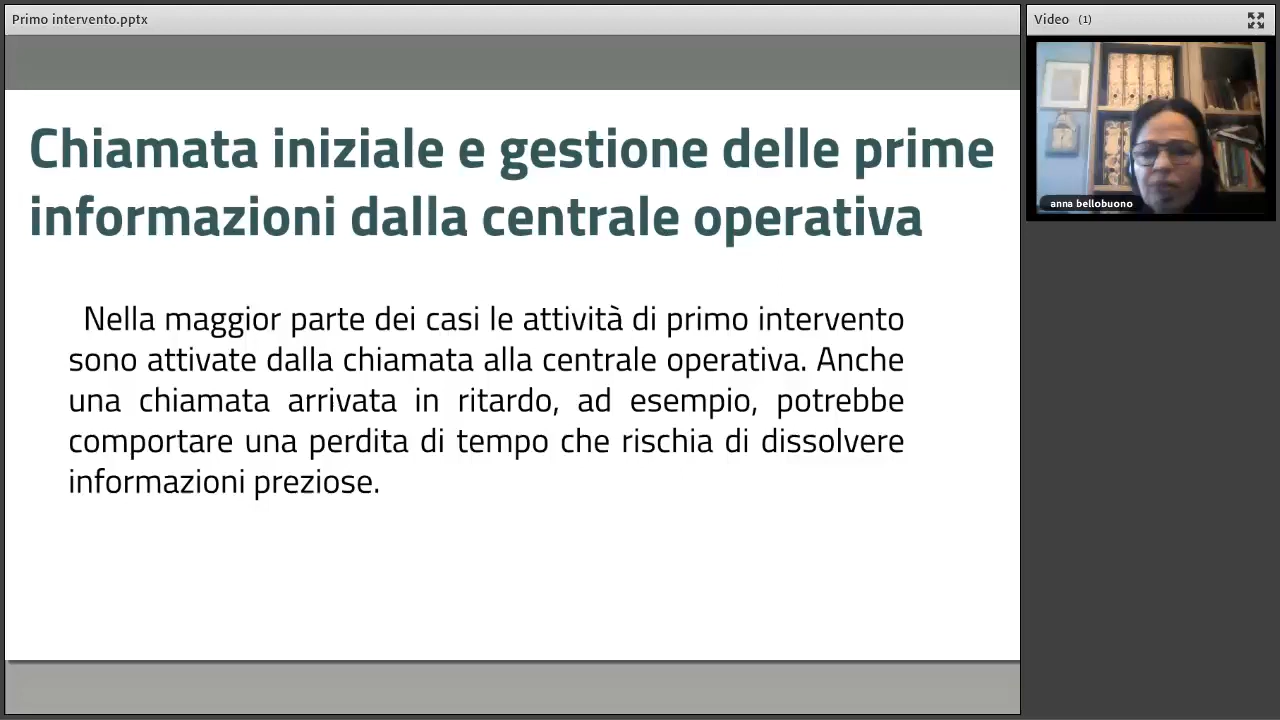 Primo intervento.pptx
Video (1)
Chiamata iniziale e gestione delle prime
informazioni dalla centrale operativa
Nella maggior parte dei casi le attività di primo intervento
sono attivate dalla chiamata alla centrale operativa. Anche
una chiamata arrivata in ritardo, ad esempio, potrebbe
comportare una perdita di tempo che rischia di dissolvere
informazioni preziose.
anna bellobuono